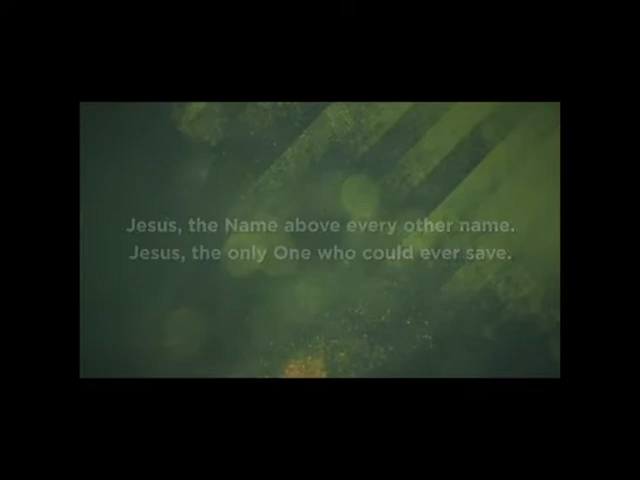 Jesus, the Name above every other name.
Jesus, the only One who could ever save.